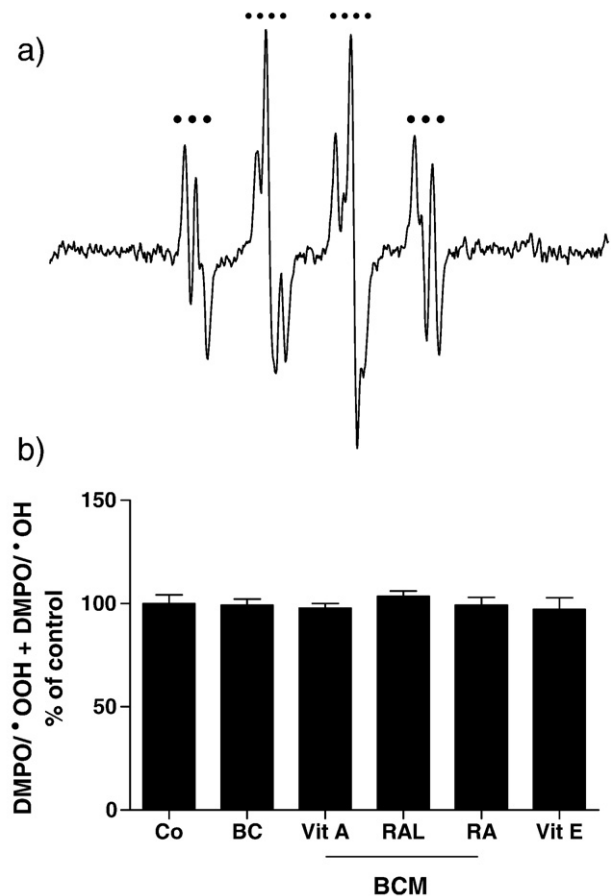 a)
b)
DMPO/•OOH + DMPO/•OH
% of control
150
100
50
0
Co BC Vit A RAL RA Vit E
BCM